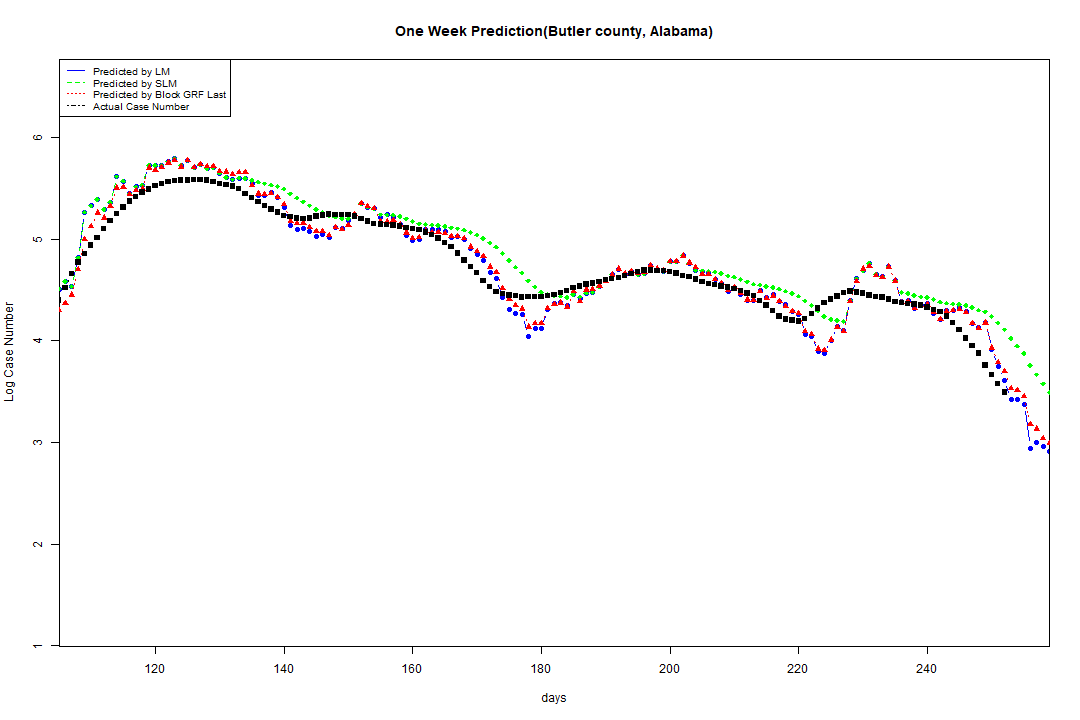 One Week Prediction(Butler county, Alabama)
Predicted by LM
Predicted by SLM
Predicted by Block GRF Last
Actual Case Number
6
5
4
3
2
1
Log Case Number
120 140 160 180 200 220 240
days